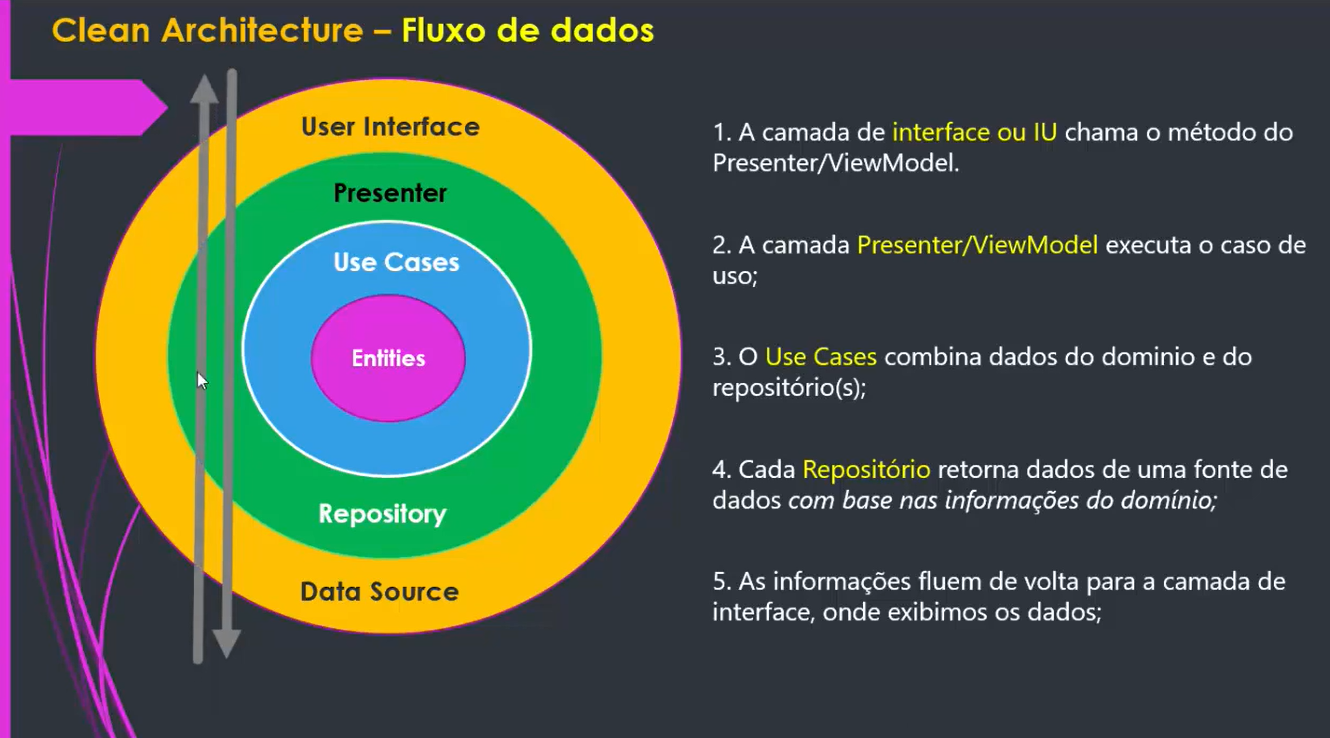 Clean Architecture – Fluxo de dados
User Interface
Presenter
Use Cases
Entities
Repository
Data Source
1. A camada de interface ou IU chama o método do
Presenter/ViewModel.
2. A camada Presenter/ViewModel executa o caso de
uso;
3. O Use Cases combina dados do dominio e do
repositório(s);
4. Cada Repositório retorna dados de uma fonte de
dados com base nas informações do domínio;
5. As informações fluem de volta para a camada de
interface, onde exibimos os dados;